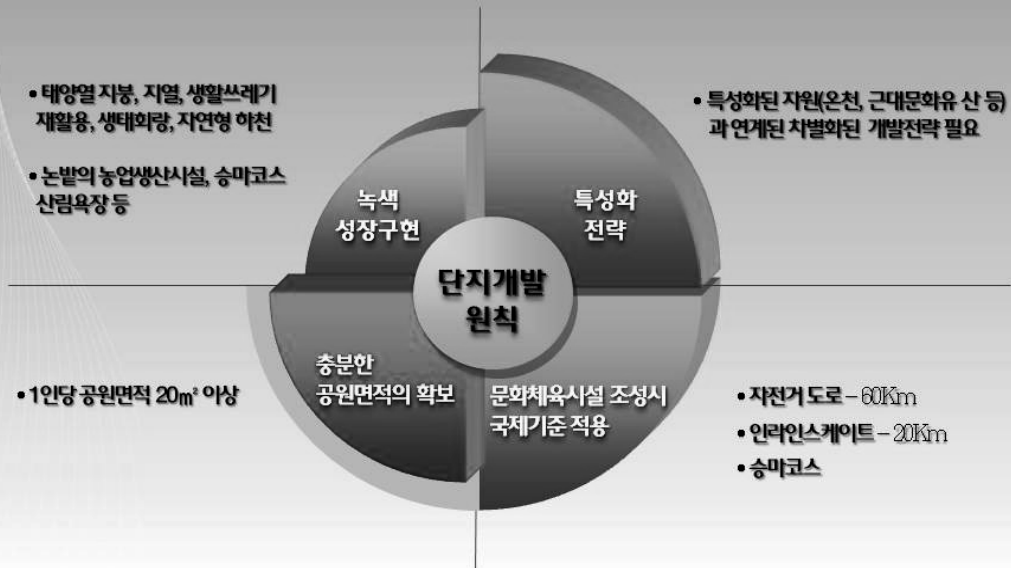 • 태양열 지붕, 지열, 생활쓰레기
재활용, 생태회랑, 자연형 하천
• 논밭의 농업생산시설, 승마코스
산림욕장 등
• 특성화된 자원(온천, 근대문화유 산 등)
과 연계된 차별화된 개발전략 필요
녹색
성장구현
특성화
전략
단지개발
원칙
충분한
공원면적의 확보
문화체육시설 조성시
국제기준 적용
• 1인당 공원면적 20㎡ 이상
• 자전거 도로 – 60Km
• 인라인스케이트 – 20Km
• 승마코스